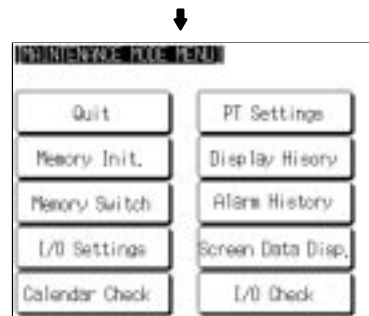 [MAINTENANCE MODE MENU]
Quit
PT Settings
Memory Init.
Display Hisory
Memory Switch
Alarm History
I/O Settings
Screen Data Disp.
Calendar Check
I/O Check